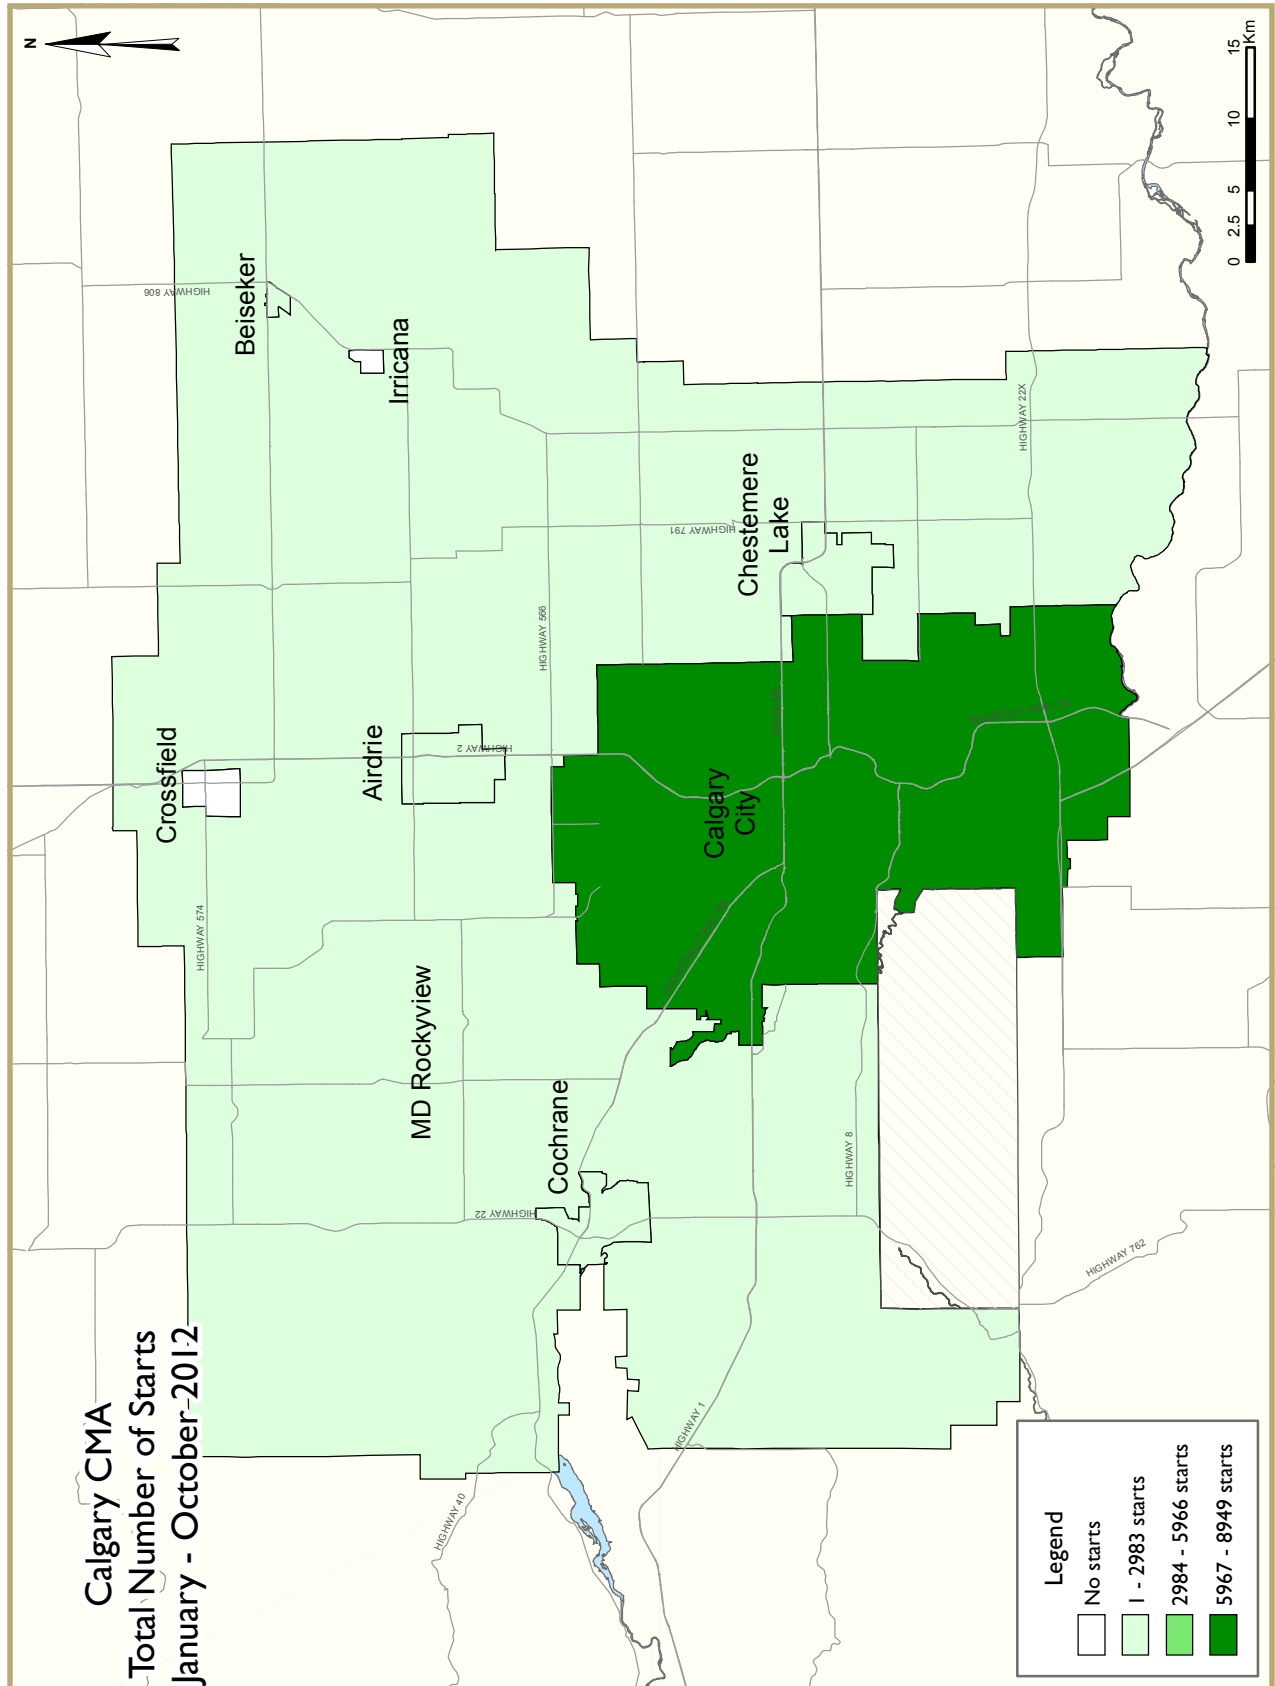 Calgary CMA
Total Number of Starts
January - October 2012
N
HIGHWAY 806
Beiseker
Irricana
Crossfield
HIGHWAY 574
Airdrie
HIGHWAY 2
HIGHWAY 566
MD Rockyview
Cochrane
HIGHWAY 22
HIGHWAY 40
HIGHWAY 1
Calgary
City
Chestemere
Lake
HIGHWAY 791
HIGHWAY 22X
HIGHWAY 8
HIGHWAY 762
Legend
No starts
1 - 2983 starts
2984 - 5966 starts
5967 - 8949 starts
0 2.5 5 10 15
Km